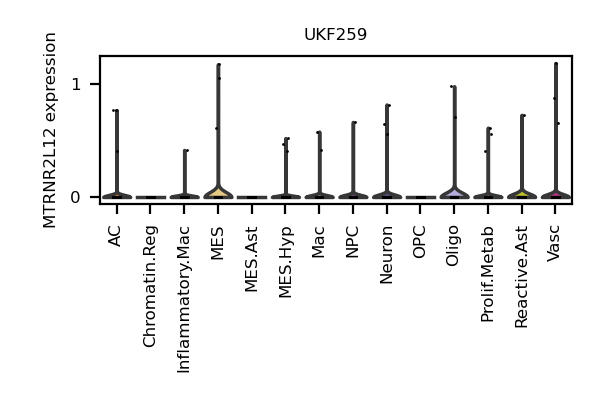 UKF259
MTRNR2L12 expression
1
0
AC
Chromatin.Reg
Inflammatory.Mac
MES
MES.Ast
MES.Hyp
Mac
NPC
Neuron
OPC
Oligo
Prolif.Metab
Reactive.Ast
Vasc